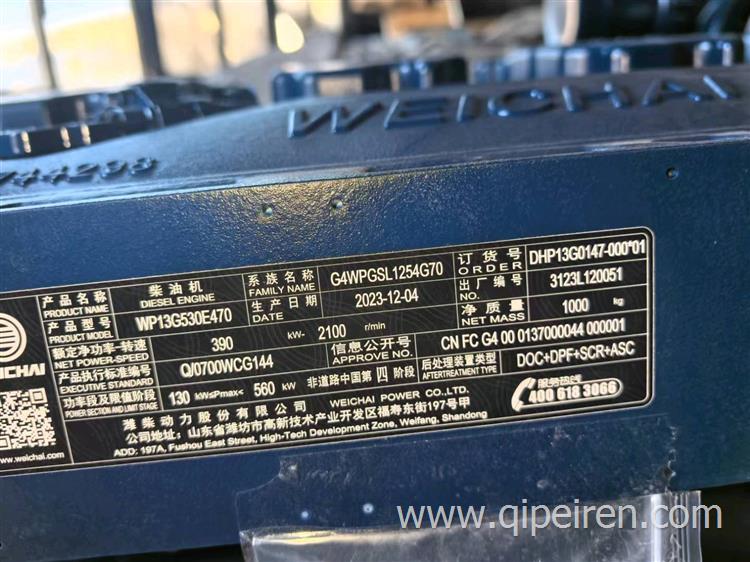 WEICHAI
产品名称 PRODUCT NAME 柴油机 DIESEL ENGINE 系族名称 FAMILY NAME G4WPGSL1254G70 订货号 ORDER DHP13G0147-000*01
产品型号 PRODUCT MODEL WP13G530E470 生产日期 DATE 2023-12-04 出厂编号 SERIAL NO. 3123L120051
额定净功率-转速 NET POWER-SPEED 390 kW- 2100 r/min 信息公开号 APPROVE NO. CN FC G4 00 0137000044 000001 净质量 NET MASS 1000 kg
产品执行标准编号 EXECUTIVE STANDARD Q/0700WCG144 后处理装置类型 AFTERTREATMENT TYPE DOC+DPF+SCR+ASC
功率段及限值阶段 POWER SECTION AND LIMIT STAGE 130 kW≤Pmax< 560 kW 非道路中国第四阶段
潍柴动力股份有限公司 WEICHAI POWER CO.,LTD. 服务热线
公司地址：山东省潍坊市高新技术产业开发区福寿东街197号甲 400 618 3066
ADD: 197A, Fushou East Street, High-Tech Development Zone, Weifang, Shandong
EICHAI
www.weichai.com
www.qipeiren.com